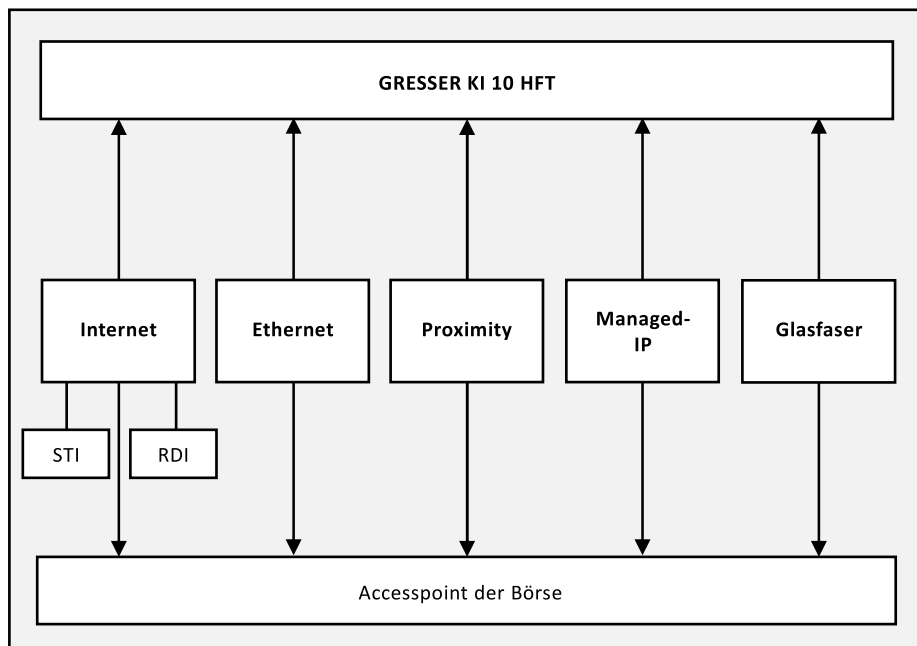 GRESSER KI 10 HFT
Internet
Ethernet
Proximity
Managed-
IP
Glasfaser
STI
RDI
Accesspoint der Börse